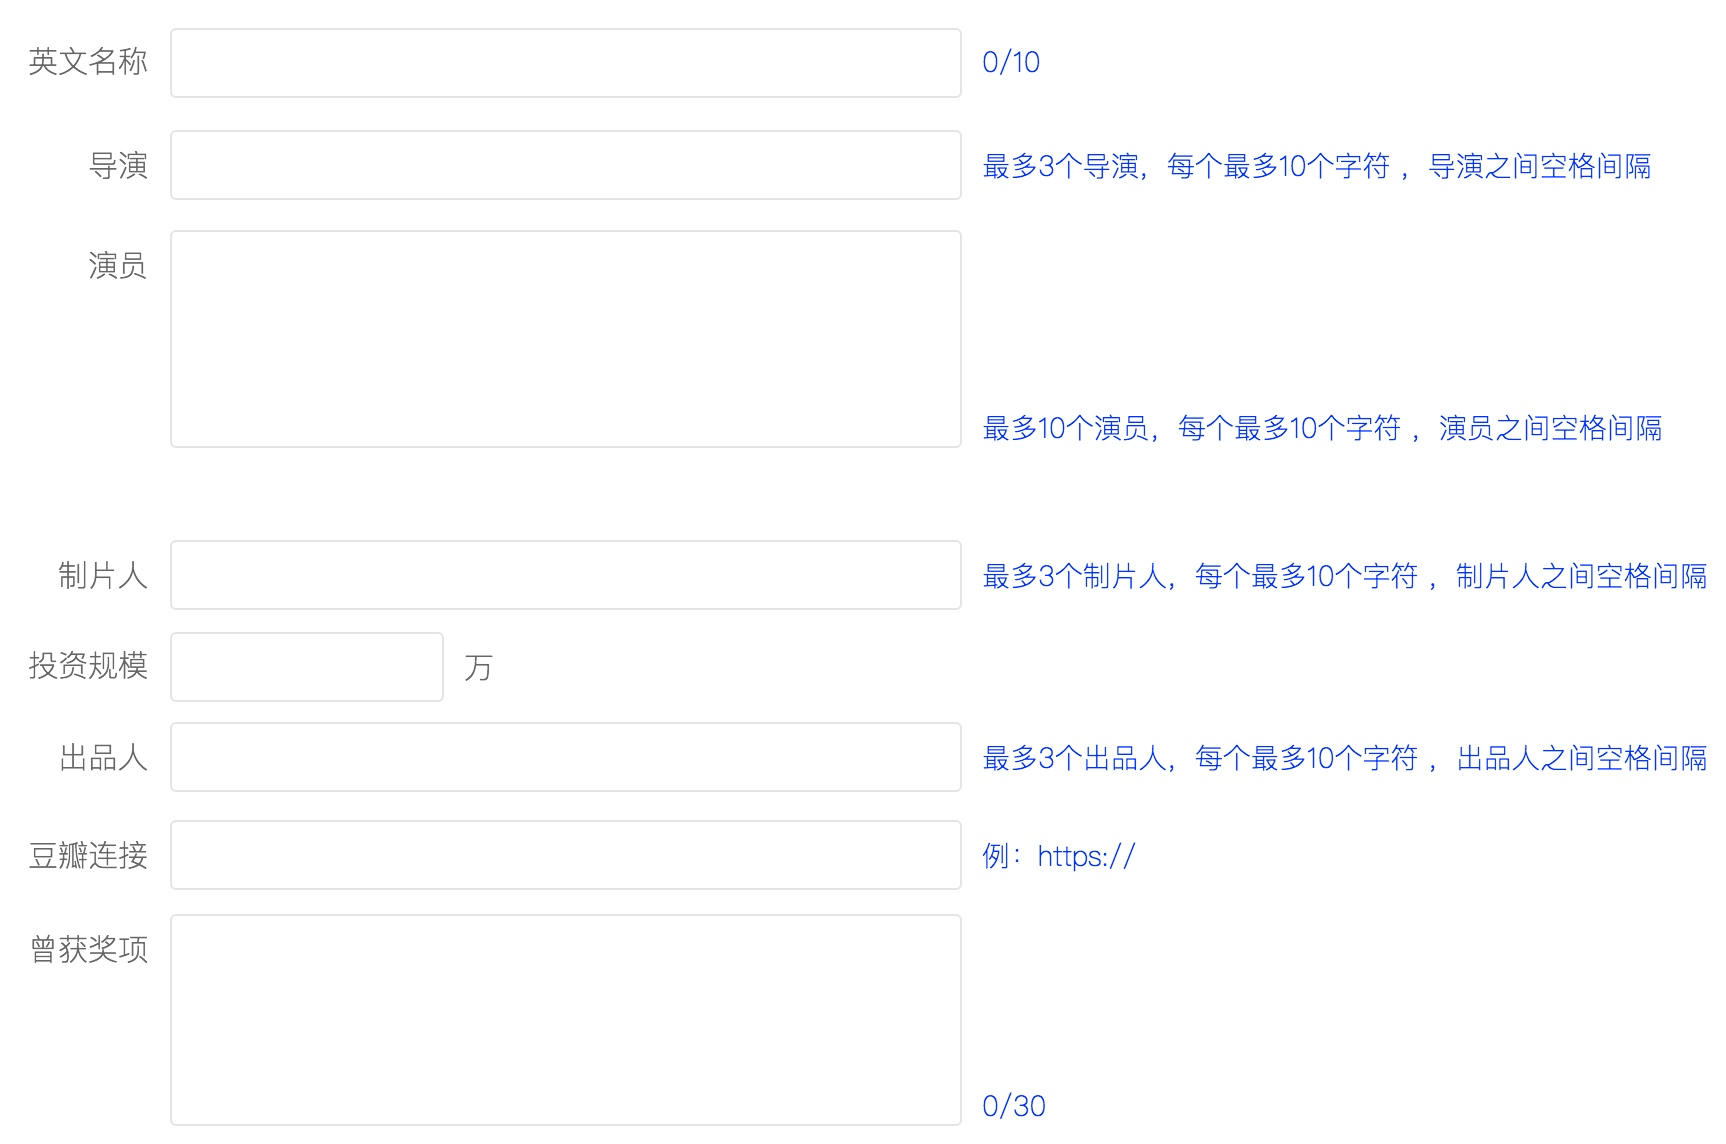 英文名称 0/10
导演 最多3个导演，每个最多10个字符 ，导演之间空格间隔
演员
最多10个演员，每个最多10个字符 ，演员之间空格间隔
制片人 最多3个制片人，每个最多10个字符 ，制片人之间空格间隔
投资规模 万
出品人 最多3个出品人，每个最多10个字符 ，出品人之间空格间隔
豆瓣连接 例：https://
曾获奖项
0/30